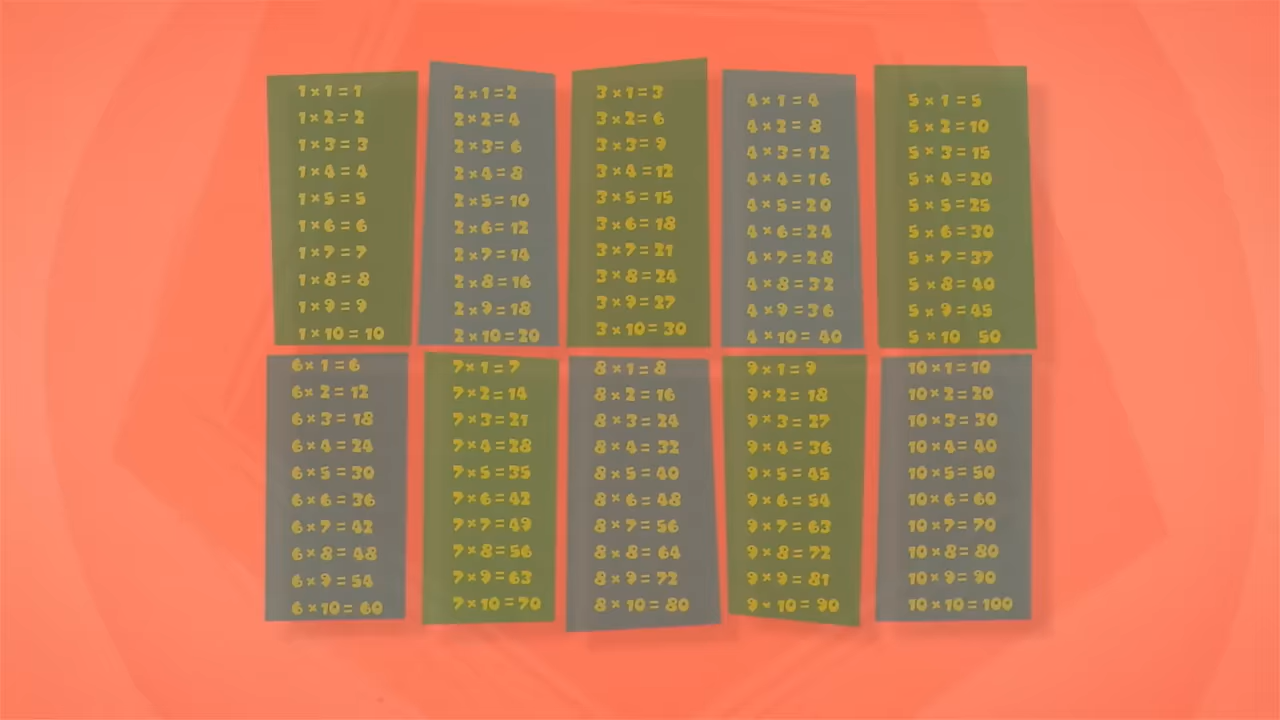 1 × 1 = 1
1 × 2 = 2
1 × 3 = 3
1 × 4 = 4
1 × 5 = 5
1 × 6 = 6
1 × 7 = 7
1 × 8 = 8
1 × 9 = 9
1 × 10 = 10
2 × 1 = 2
2 × 2 = 4
2 × 3 = 6
2 × 4 = 8
2 × 5 = 10
2 × 6 = 12
2 × 7 = 14
2 × 8 = 16
2 × 9 = 18
2 × 10 = 20
3 × 1 = 3
3 × 2 = 6
3 × 3 = 9
3 × 4 = 12
3 × 5 = 15
3 × 6 = 18
3 × 7 = 21
3 × 8 = 24
3 × 9 = 27
3 × 10 = 30
4 × 1 = 4
4 × 2 = 8
4 × 3 = 12
4 × 4 = 16
4 × 5 = 20
4 × 6 = 24
4 × 7 = 28
4 × 8 = 32
4 × 9 = 36
4 × 10 = 40
5 × 1 = 5
5 × 2 = 10
5 × 3 = 15
5 × 4 = 20
5 × 5 = 25
5 × 6 = 30
5 × 7 = 37
5 × 8 = 40
5 × 9 = 45
5 × 10 50
6 × 1 = 6
6 × 2 = 12
6 × 3 = 18
6 × 4 = 24
6 × 5 = 30
6 × 6 = 36
6 × 7 = 42
6 × 8 = 48
6 × 9 = 54
6 × 10 = 60
7 × 1 = 7
7 × 2 = 14
7 × 3 = 21
7 × 4 = 28
7 × 5 = 35
7 × 6 = 42
7 × 7 = 49
7 × 8 = 56
7 × 9 = 63
7 × 10 = 70
8 × 1 = 8
8 × 2 = 16
8 × 3 = 24
8 × 4 = 32
8 × 5 = 40
8 × 6 = 48
8 × 7 = 56
8 × 8 = 64
8 × 9 = 72
8 × 10 = 80
9 × 1 = 9
9 × 2 = 18
9 × 3 = 27
9 × 4 = 36
9 × 5 = 45
9 × 6 = 54
9 × 7 = 63
9 × 8 = 72
9 × 9 = 81
9 × 10 = 90
10 × 1 = 10
10 × 2 = 20
10 × 3 = 30
10 × 4 = 40
10 × 5 = 50
10 × 6 = 60
10 × 7 = 70
10 × 8 = 80
10 × 9 = 90
10 × 10 = 100